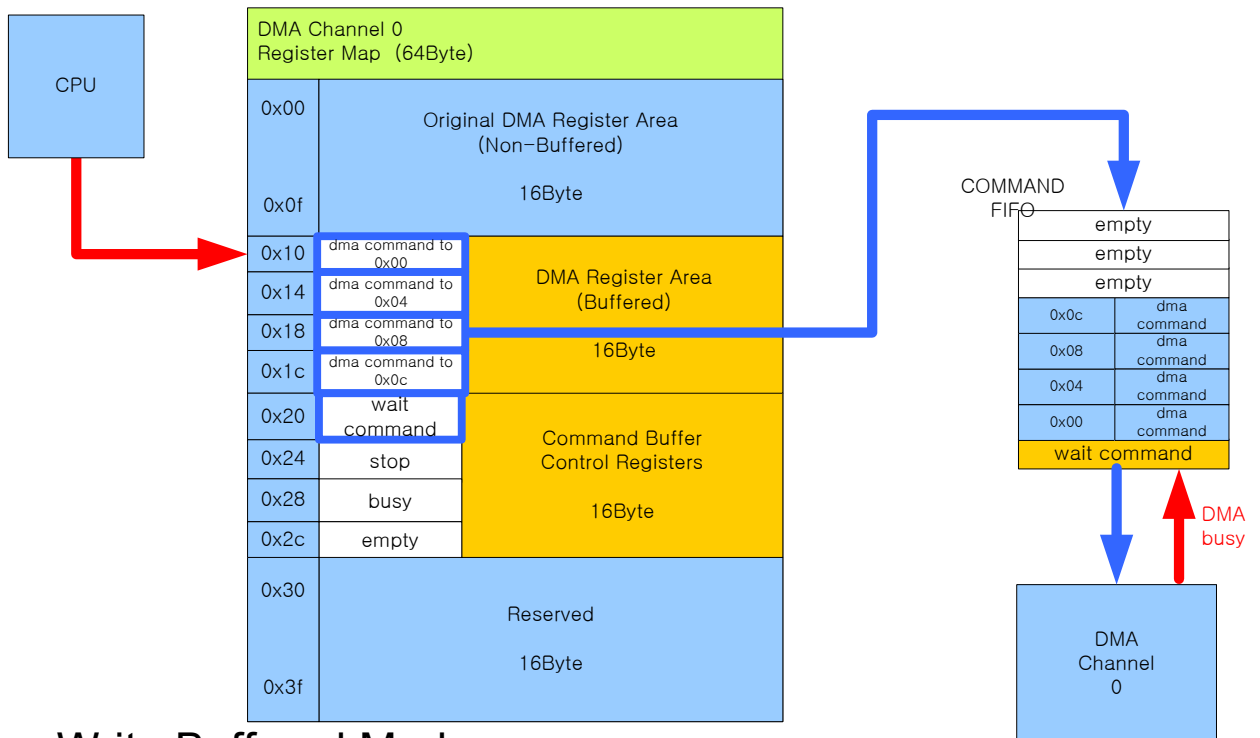 CPU
DMA Channel 0
Register Map (64Byte)
0x00
0x0f
Original DMA Register Area
(Non-Buffered)
16Byte
0x10
dma command to
0x00
0x14
dma command to
0x04
0x18
dma command to
0x08
0x1c
dma command to
0x0c
DMA Register Area
(Buffered)
16Byte
0x20
wait
command
0x24
stop
0x28
busy
0x2c
empty
Command Buffer
Control Registers
16Byte
0x30
0x3f
Reserved
16Byte
COMMAND
FIFO
empty
empty
empty
0x0c
dma
command
0x08
dma
command
0x04
dma
command
0x00
dma
command
wait command
DMA
busy
DMA
Channel
0